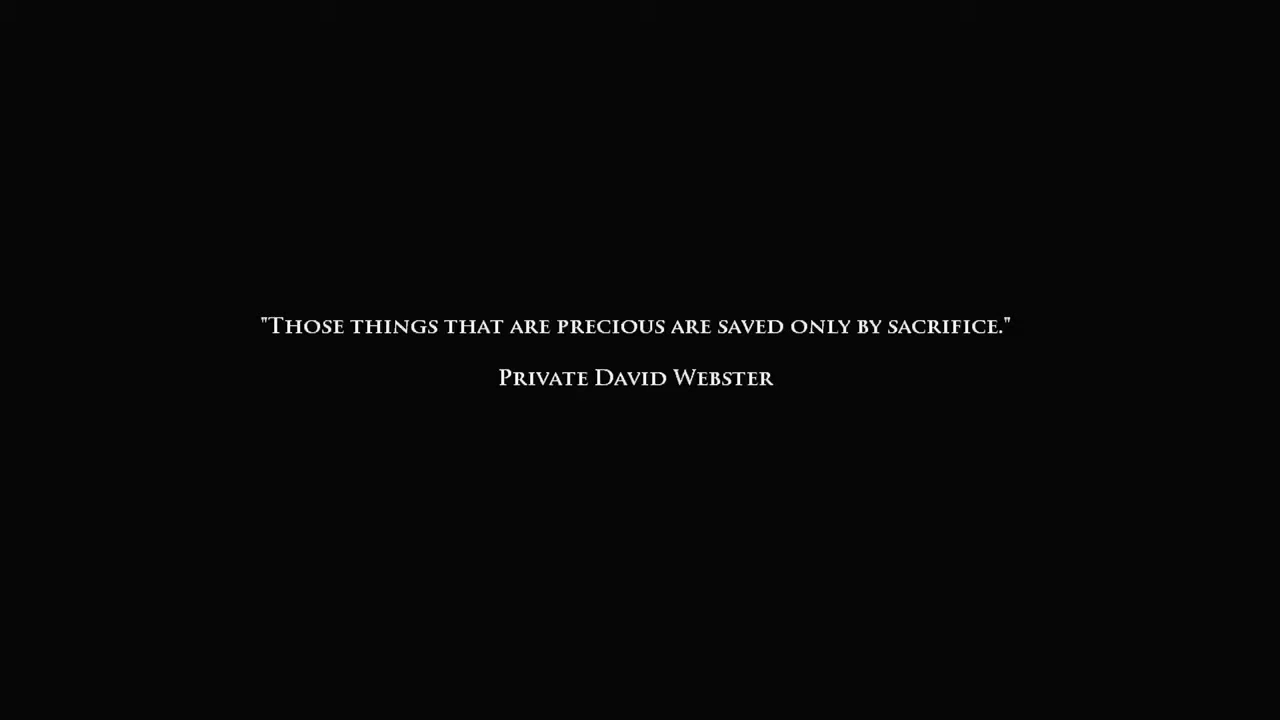 "Those things that are precious are saved only by sacrifice."
Private David Webster